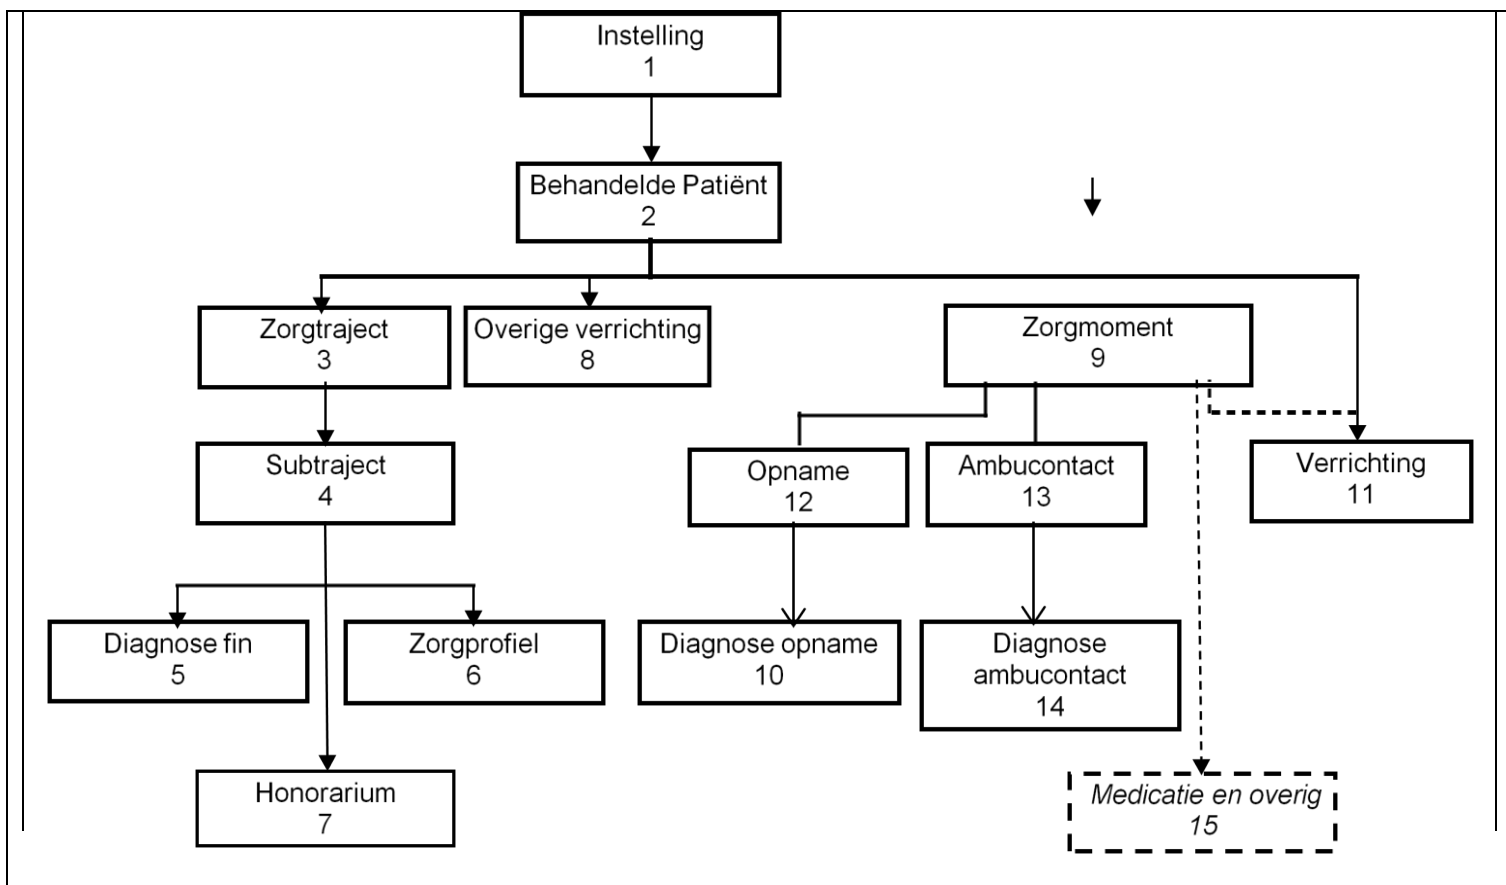 Instelling
1
Behandelde Patiënt
2
Zorgtraject
3
Overige verrichting
8
Zorgmoment
9
Subtraject
4
Opname
12
Ambucontact
13
Verrichting
11
Diagnose fin
5
Zorgprofiel
6
Diagnose opname
10
Diagnose
ambucontact
14
Honorarium
7
Medicatie en overig
15